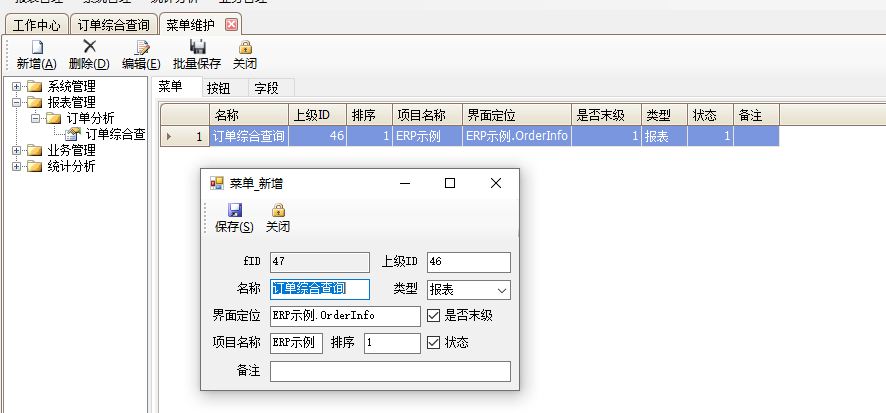 工作中心 订单综合查询 菜单维护
新增(A) 删除(D) 编辑(E) 批量保存 关闭
系统管理
报表管理
订单分析
订单综合查
业务管理
统计分析
菜单 按钮 字段
名称 上级ID 排序 项目名称 界面定位 是否末级 类型 状态 备注
1 订单综合查询 46 1 ERP示例 ERP示例.OrderInfo 1 报表 1
菜单_新增
保存(S) 关闭
fID 47 上级ID 46
名称 订单综合查询 类型 报表
界面定位 ERP示例.OrderInfo 是否末级
项目名称 ERP示例 排序 1 状态
备注